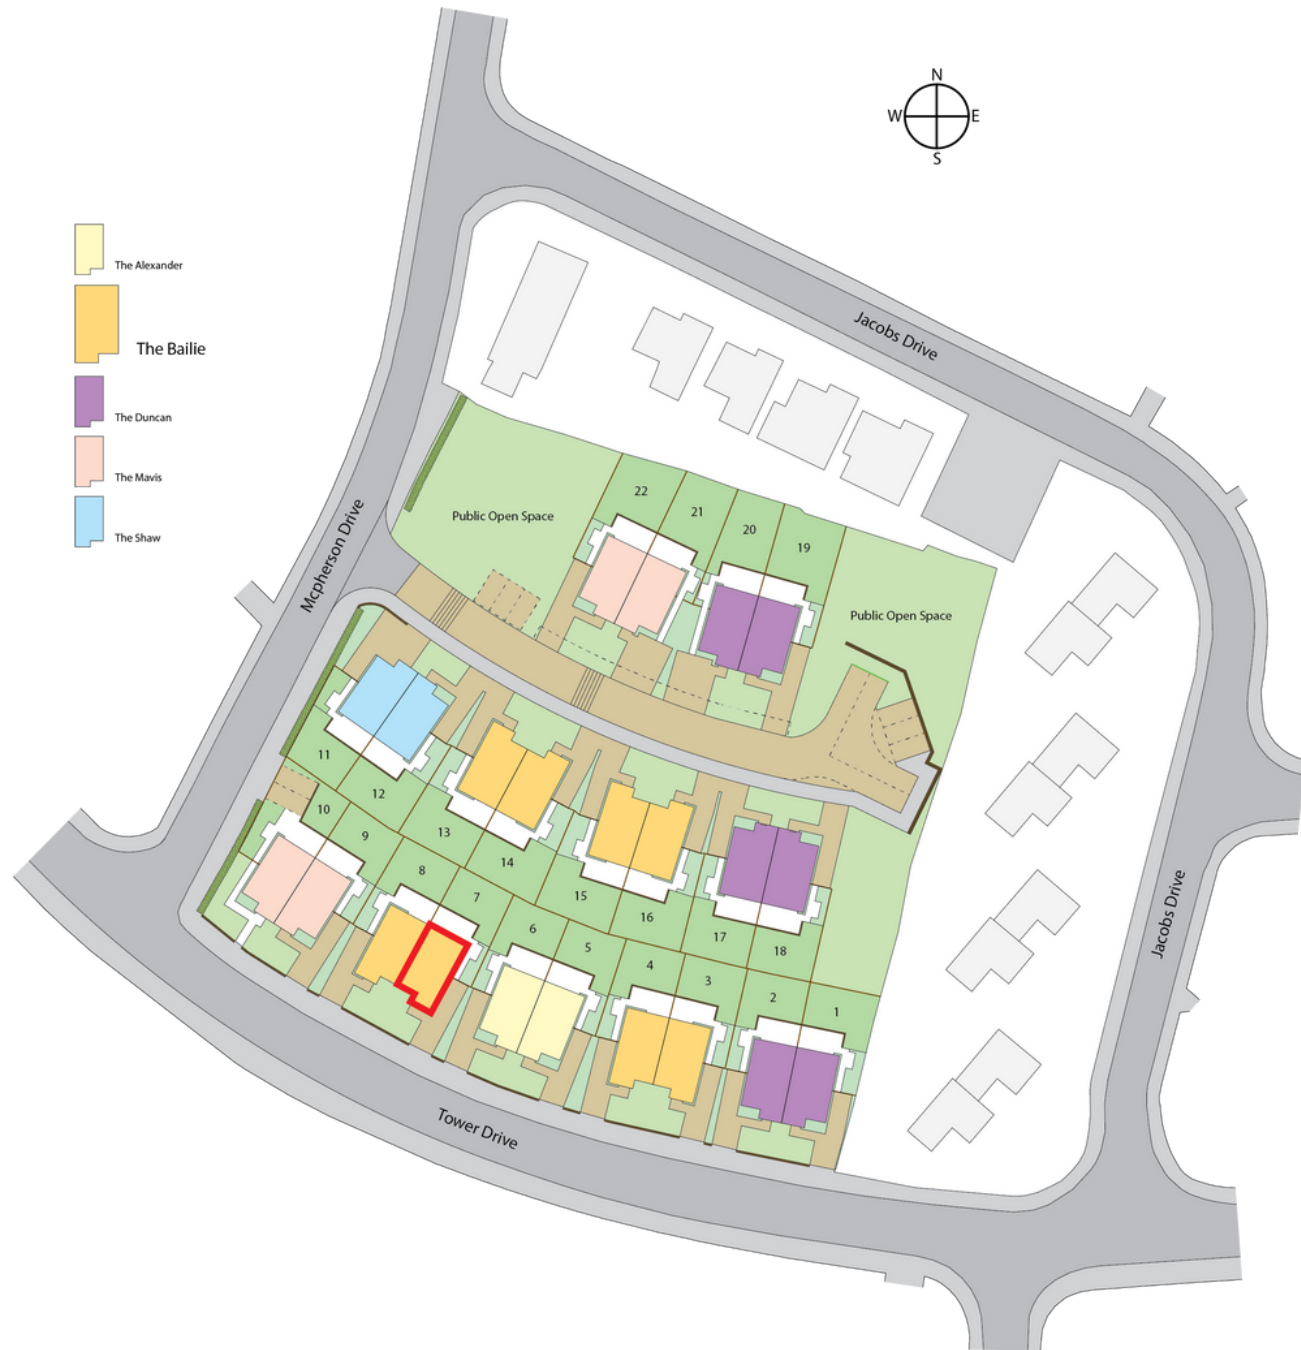 N
W E
S
The Alexander
The Bailie
The Duncan
The Mavis
The Shaw
Jacobs Drive
Mcpherson Drive
Public Open Space
22
21
20
19
Public Open Space
11
12
13
14
15
16
17
18
10
9
8
7
6
5
4
3
2
1
Jacobs Drive
Tower Drive